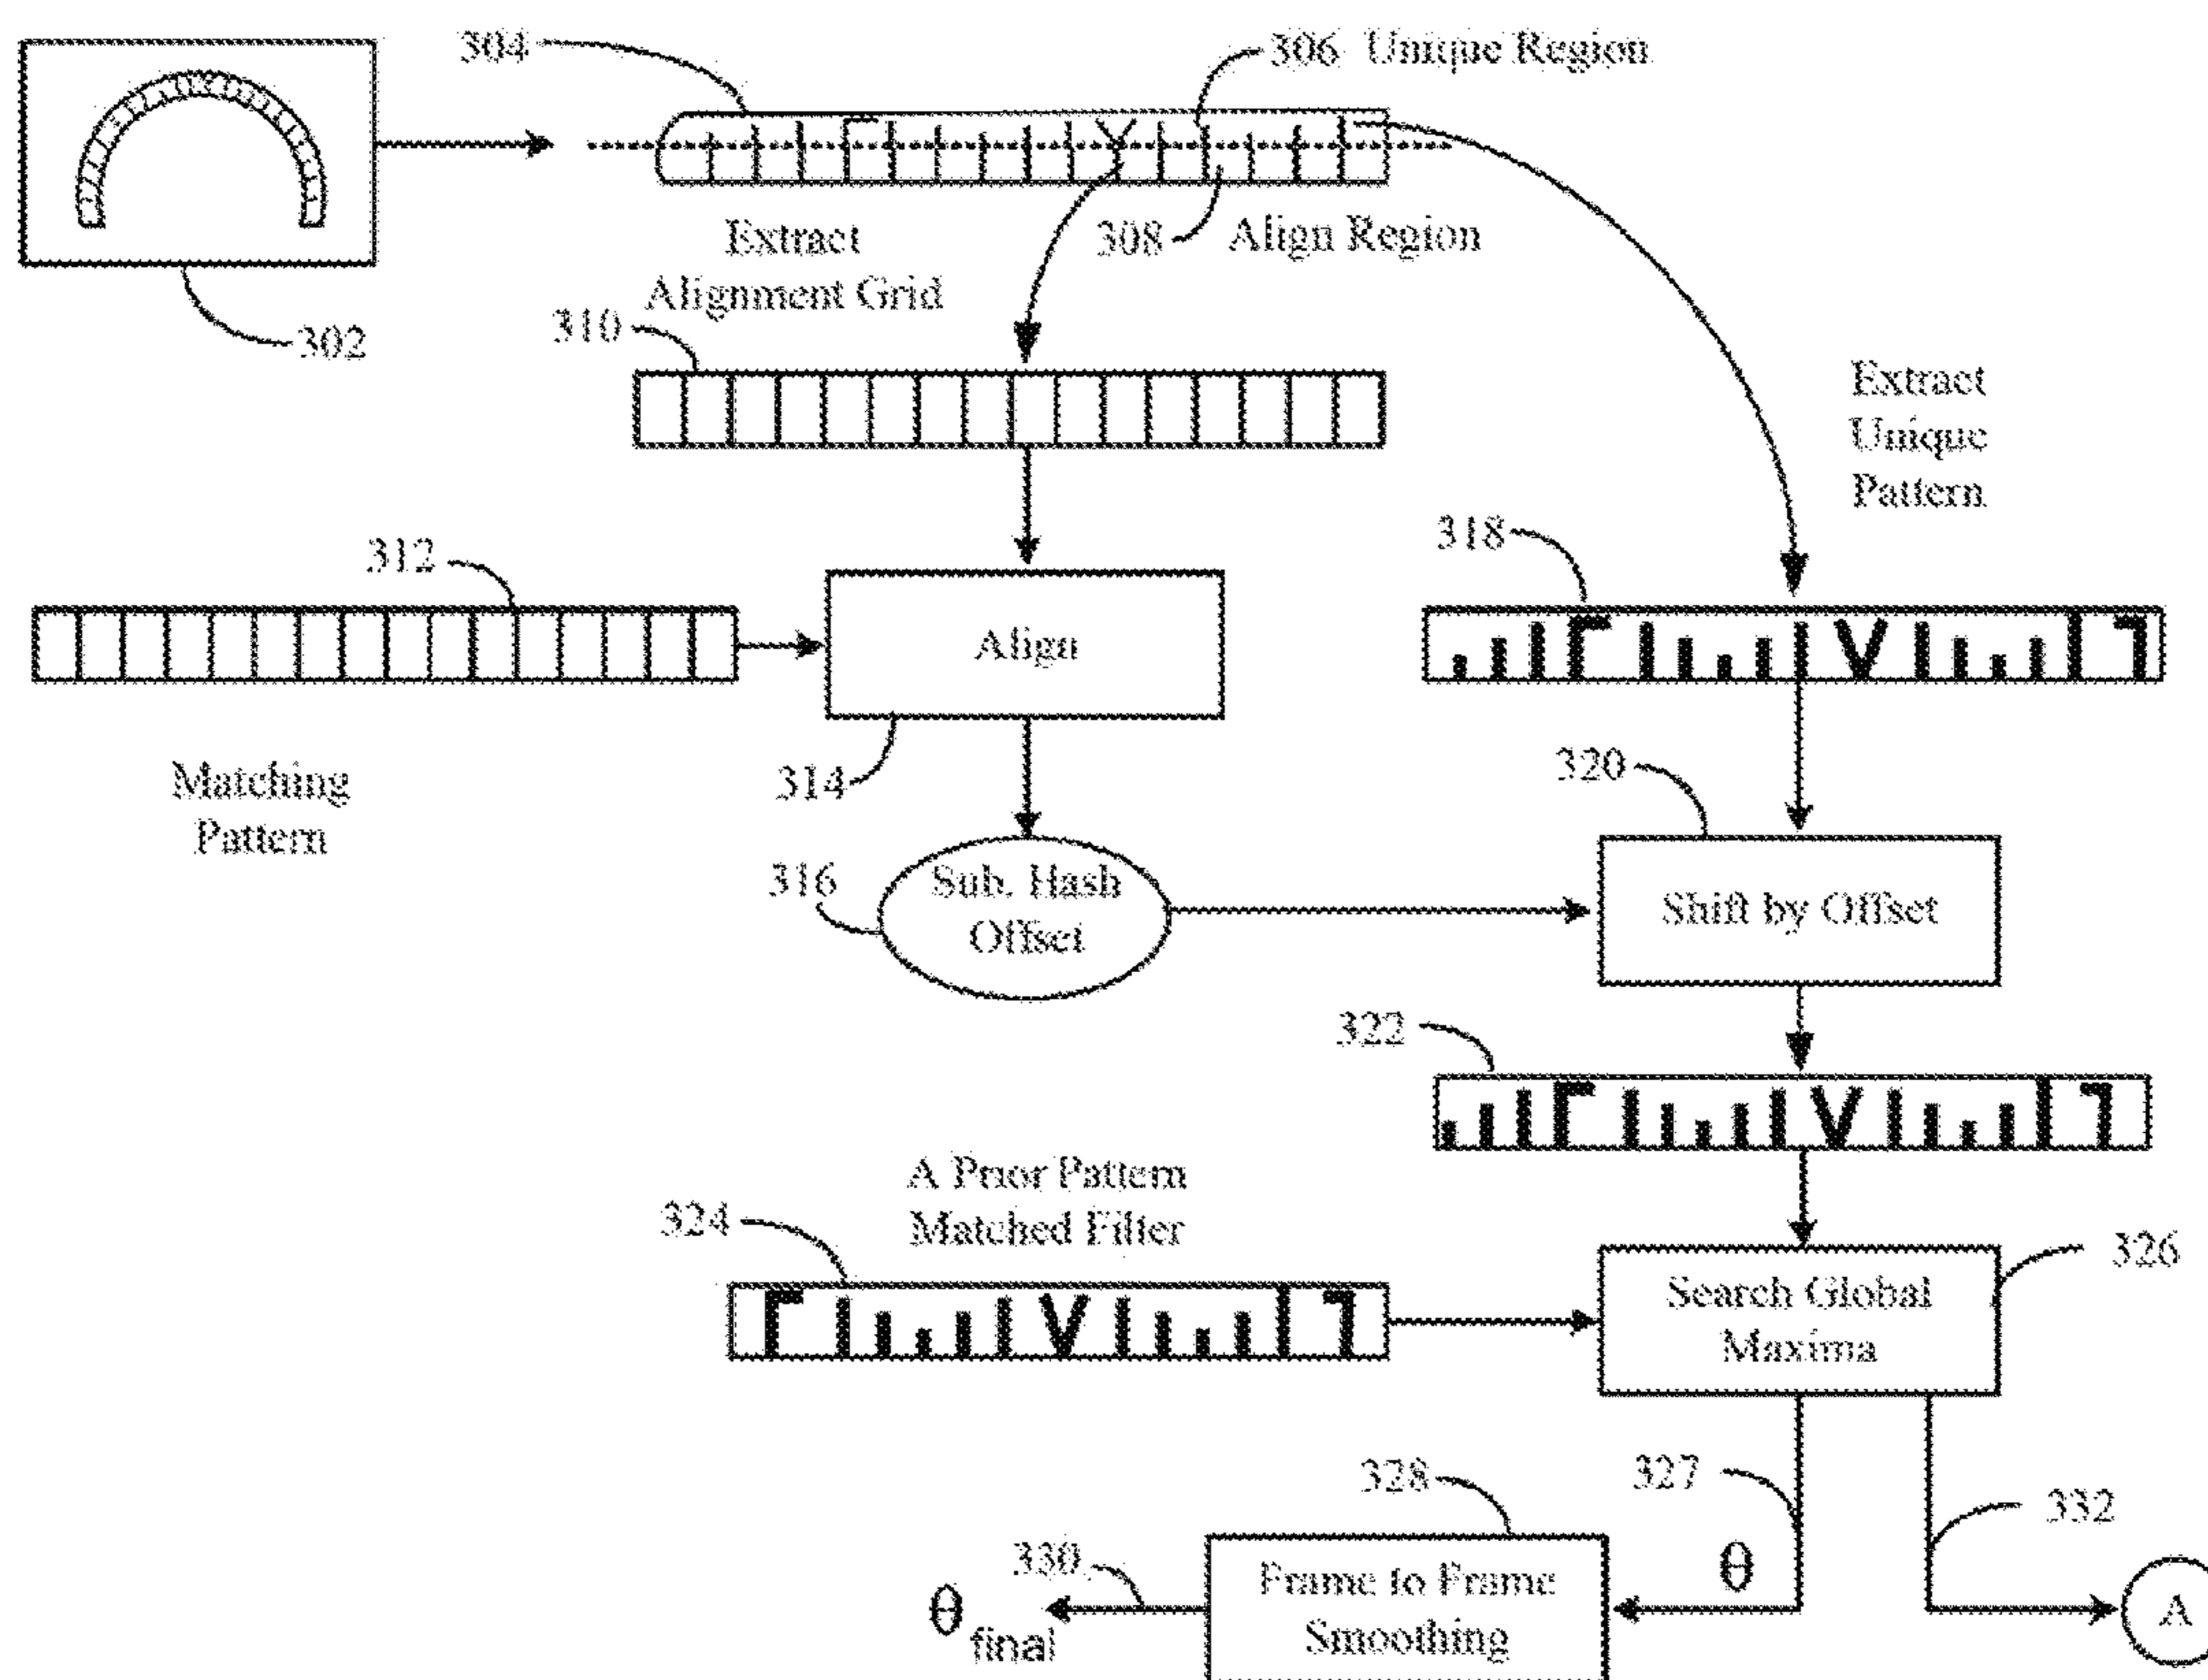 304
306 Unique Region
Extract
Alignment Grid
308 Align Region
302
310
Extract
Unique
Pattern
312
318
Align
Matching
Pattern
314
320
316
Sub. Hash
Offset
Shift by Offset
322
A Prior Pattern
Matched Filter
324
326
Search Global
Maxima
328
327
332
330
θ
θ final
Frame to Frame
Smoothing
A